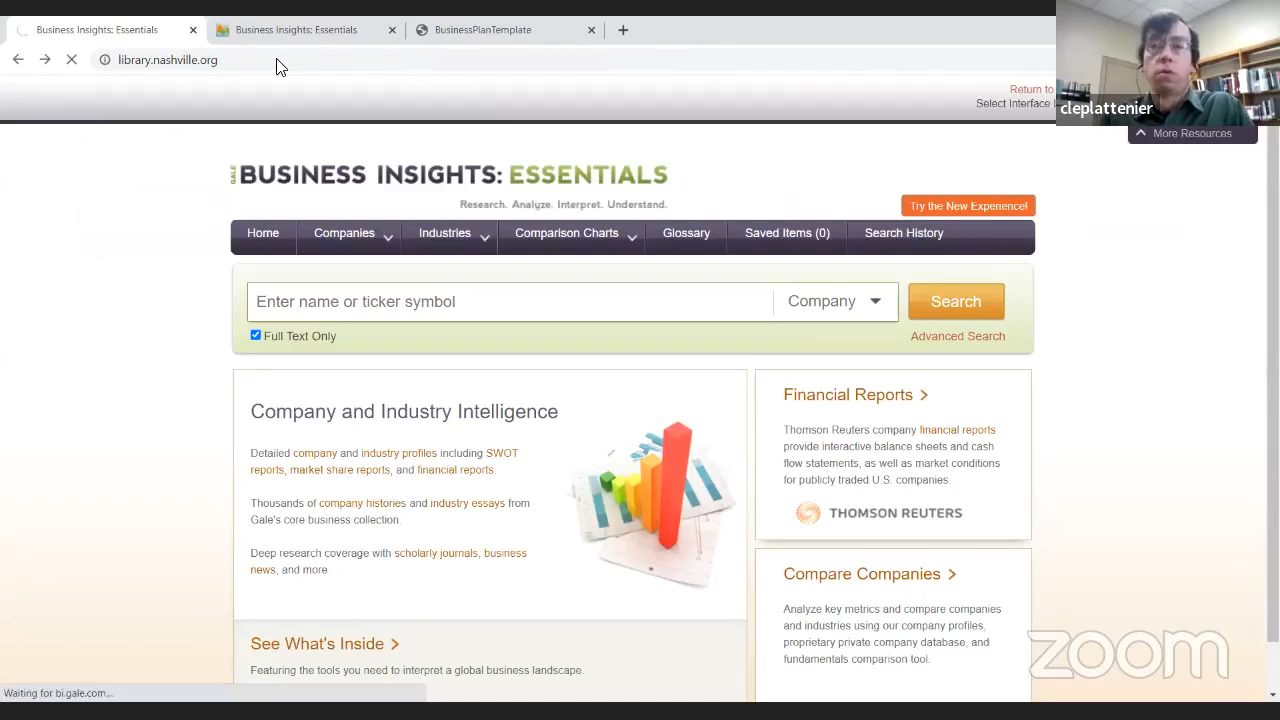 Business Insights: Essentials
Business Insights: Essentials
BusinessPlanTemplate
library.nashville.org
Return to
Select Interface
cleplattenier
More Resources
GALE
BUSINESS INSIGHTS: ESSENTIALS
Research. Analyze. Interpret. Understand.
Try the New Experience!
Home
Companies
Industries
Comparison Charts
Glossary
Saved Items (0)
Search History
Enter name or ticker symbol
Company
Search
Full Text Only
Advanced Search
Company and Industry Intelligence
Detailed company and industry profiles including SWOT
reports, market share reports, and financial reports.
Thousands of company histories and industry essays from
Gale's core business collection.
Deep research coverage with scholarly journals, business
news, and more.
See What's Inside
Featuring the tools you need to interpret a global business landscape.
Financial Reports
Thomson Reuters company financial reports
provide interactive balance sheets and cash
flow statements, as well as market conditions
for publicly traded U.S. companies.
THOMSON REUTERS
Compare Companies
Analyze key metrics and compare companies
and industries using our company profiles,
proprietary private company database, and
fundamentals comparison tool.
zoom
Waiting for bi.gale.com...